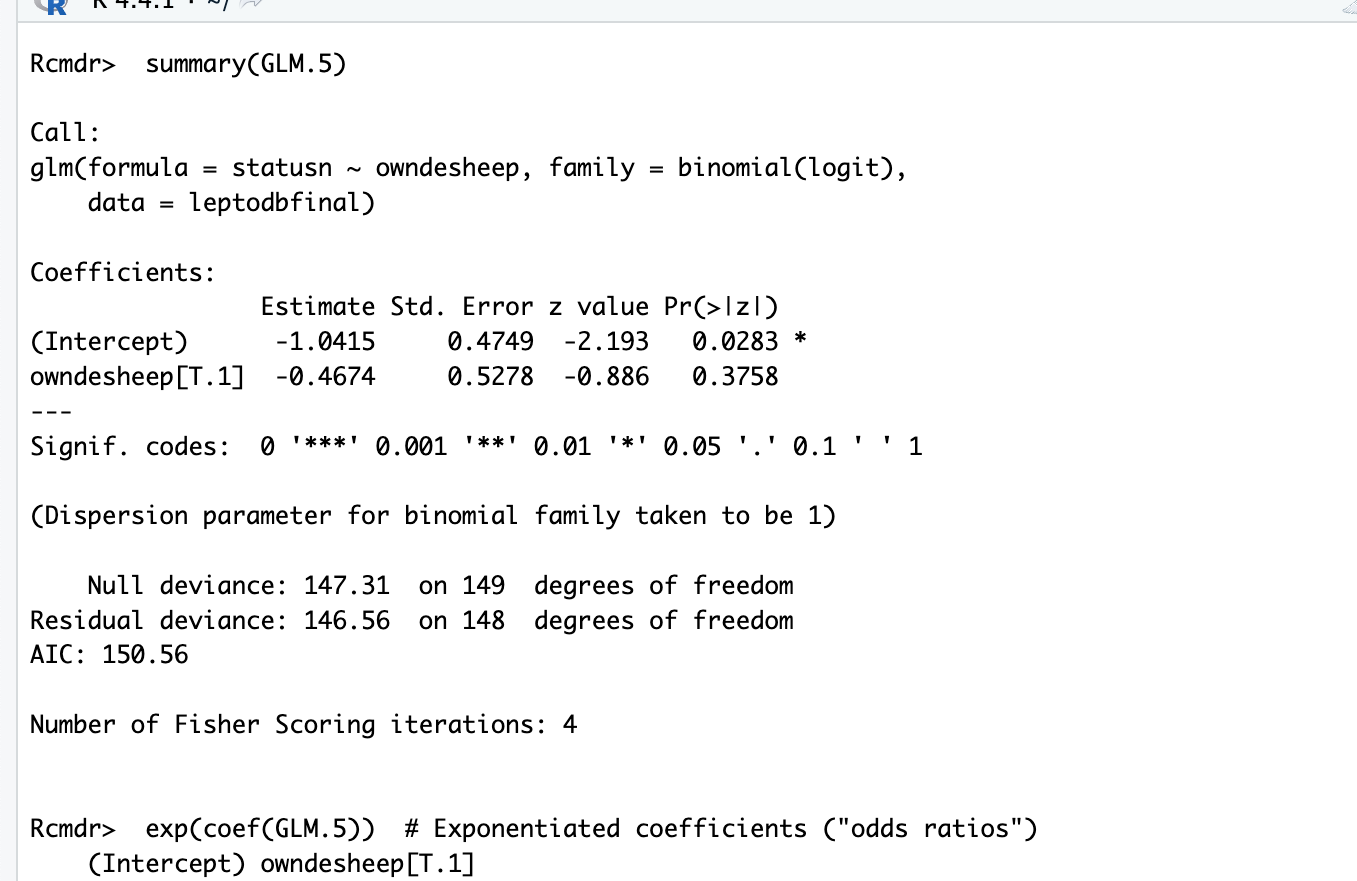 R 4.4.1 · ~/
Rcmdr>  summary(GLM.5)
Call:
glm(formula = statusn ~ owndesheep, family = binomial(logit),
    data = leptodbfinal)
Coefficients:
                Estimate Std. Error z value Pr(>|z|)
(Intercept)      -1.0415     0.4749  -2.193   0.0283 *
owndesheep[T.1]  -0.4674     0.5278  -0.886   0.3758
---
Signif. codes:  0 '***' 0.001 '**' 0.01 '*' 0.05 '.' 0.1 ' ' 1
(Dispersion parameter for binomial family taken to be 1)
    Null deviance: 147.31  on 149  degrees of freedom
Residual deviance: 146.56  on 148  degrees of freedom
AIC: 150.56
Number of Fisher Scoring iterations: 4
Rcmdr>  exp(coef(GLM.5))  # Exponentiated coefficients ("odds ratios")
    (Intercept) owndesheep[T.1]